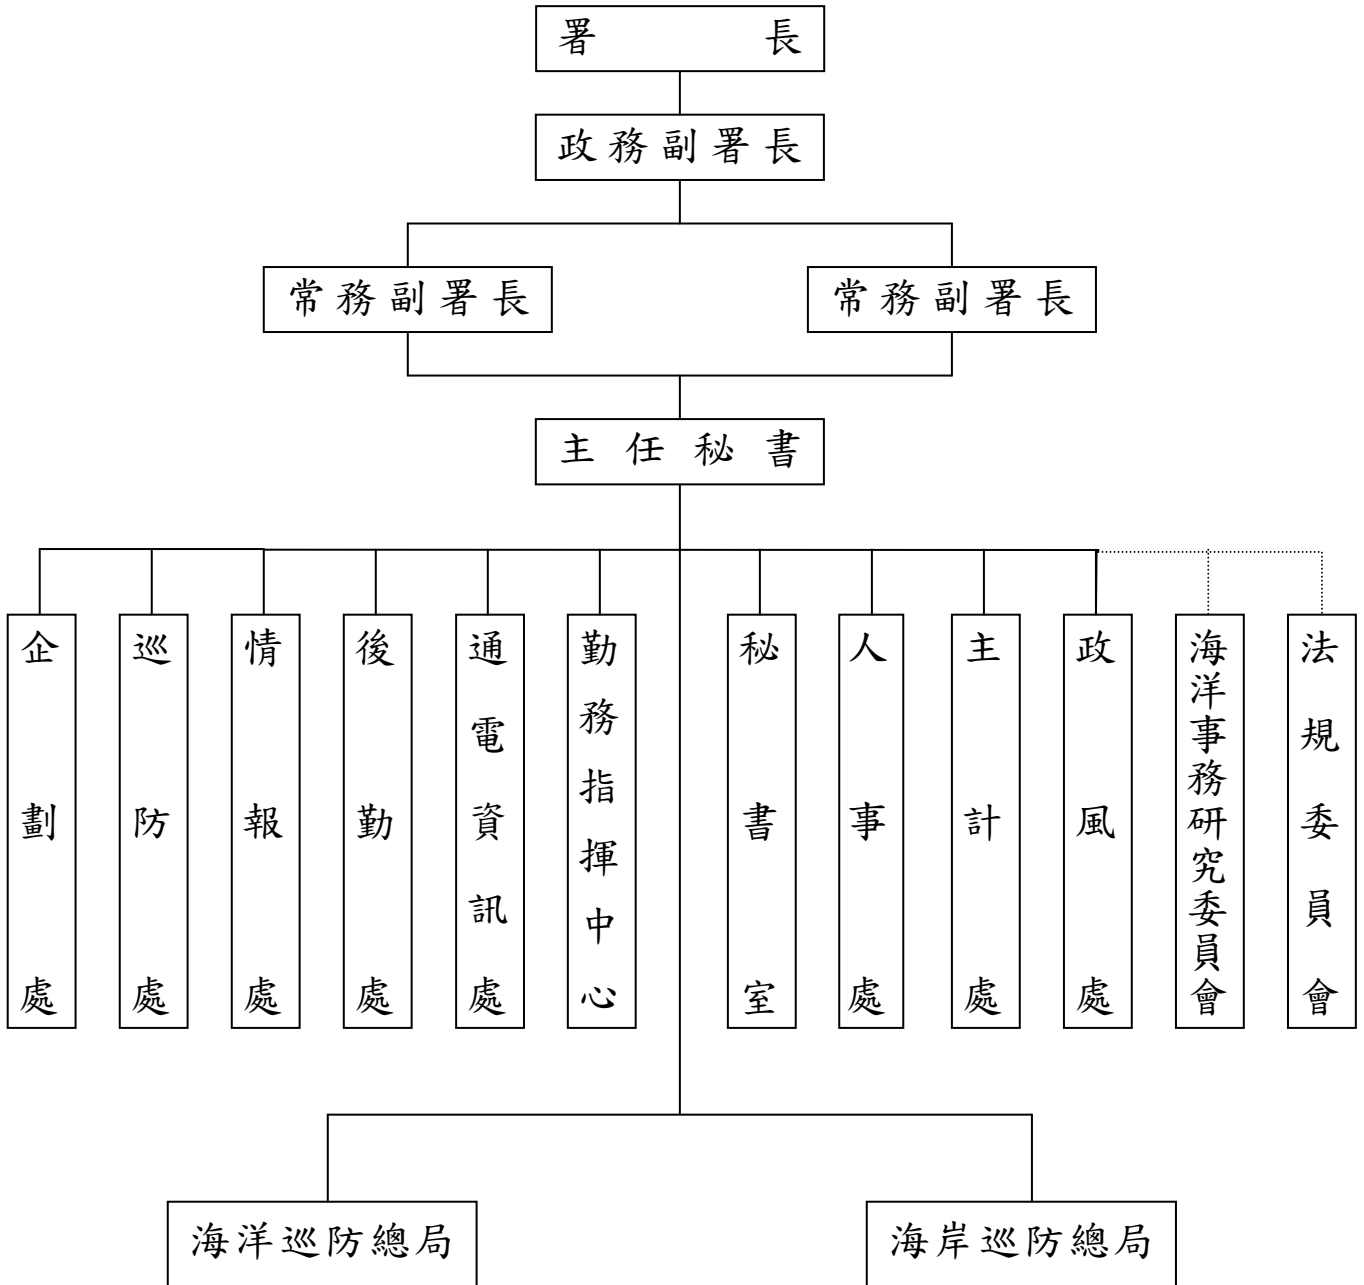 署長
政務副署長
常務副署長
常務副署長
主任秘書
企劃處
巡防處
情報處
後勤處
通電資訊處
勤務指揮中心
秘書室
人事處
主計處
政風處
海洋事務研究委員會
法規委員會
海洋巡防總局
海岸巡防總局